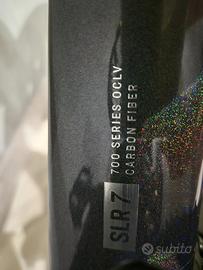 700 SERIES OCLV
CARBON FIBER
SLR 7
subito